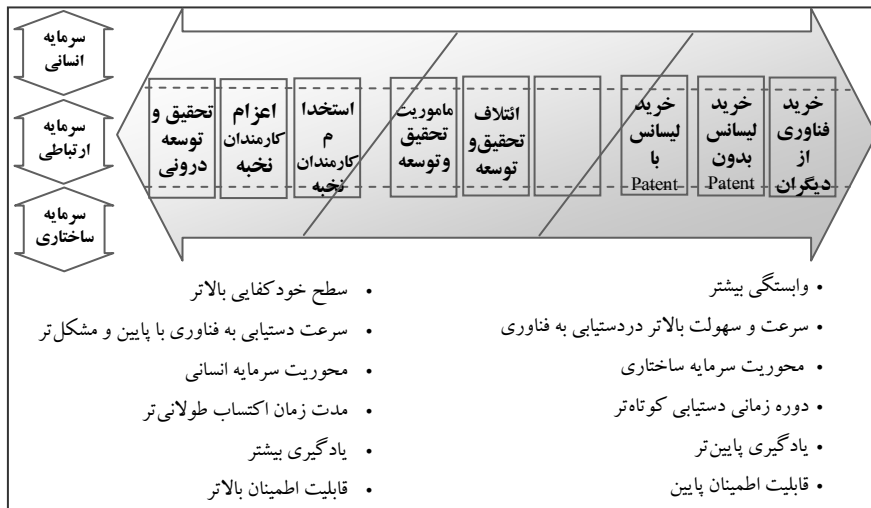 سرمایه
انسانی
سرمایه
ارتباطی
سرمایه
ساختاری
تحقیق و
توسعه
درونی
اعزام
کارمندان
نخبه
استخدا
م
کارمندان
نخبه
ماموریت
تحقیق
وتوسعه
ائتلاف
تحقیق‌و
توسعه
خرید
لیسانس
با
Patent
خرید
لیسانس
بدون
Patent
خرید
فناوری
از
دیگران
• سطح خودکفایی بالاتر
• سرعت دستیابی به فناوری با پایین و مشکل‌تر
• محوریت سرمایه انسانی
• مدت زمان اکتساب طولانی‌تر
• یادگیری بیشتر
• قابلیت اطمینان بالاتر
• وابستگی بیشتر
• سرعت و سهولت بالاتر دردستیابی به فناوری
• محوریت سرمایه ساختاری
• دوره زمانی دستیابی کوتاه‌تر
• یادگیری پایین‌تر
• قابلیت اطمینان پایین